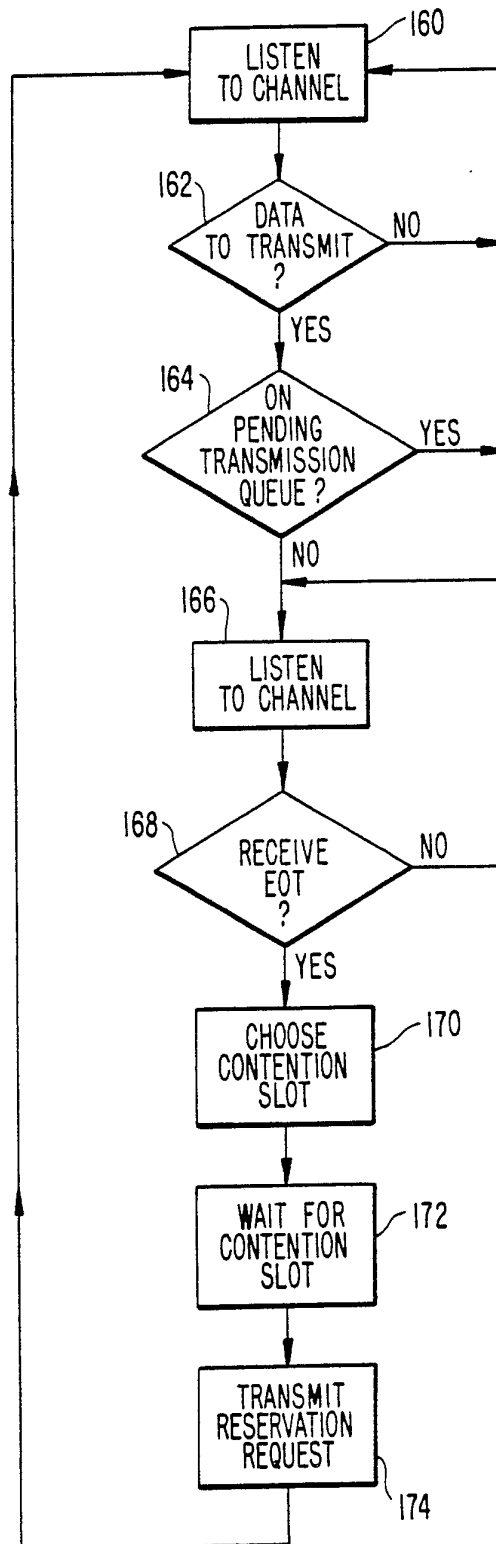 160
LISTEN
TO CHANNEL
162
DATA
TO TRANSMIT
?
NO
YES
164
ON
PENDING
TRANSMISSION
QUEUE?
YES
NO
166
LISTEN
TO CHANNEL
168
RECEIVE
EOT
?
NO
YES
CHOOSE
CONTENTION
SLOT
170
WAIT FOR
CONTENTION
SLOT
172
TRANSMIT
RESERVATION
REQUEST
174